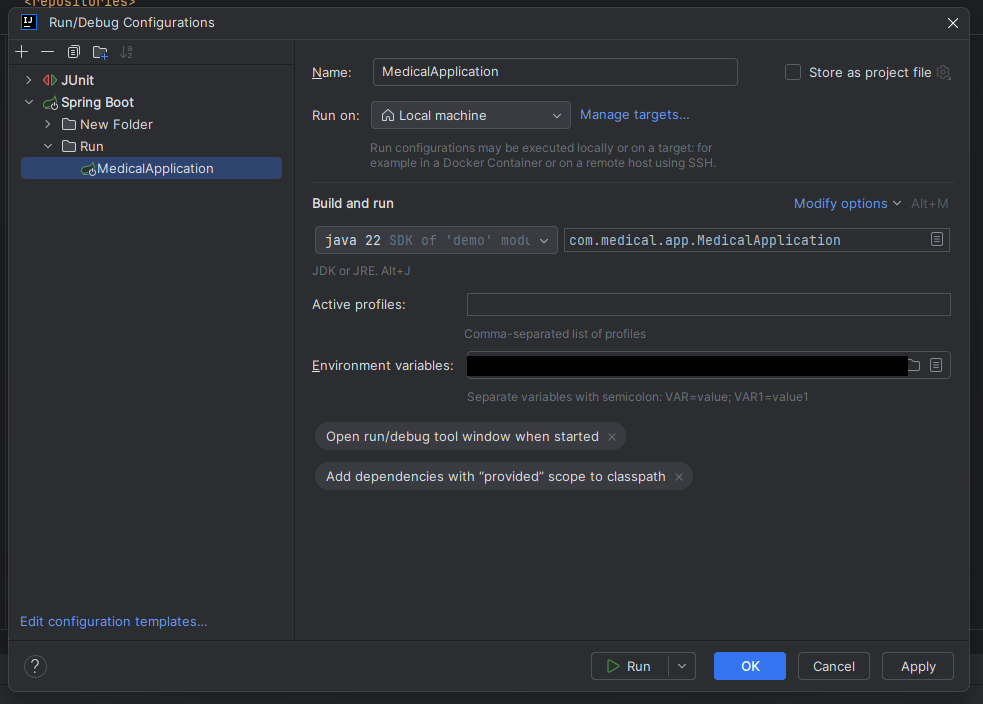 <repositories>
IJ
Run/Debug Configurations
JUnit
Spring Boot
New Folder
Run
MedicalApplication
Edit configuration templates...
Name: MedicalApplication Store as project file
Run on: Local machine Manage targets...
Run configurations may be executed locally or on a target: for
example in a Docker Container or on a remote host using SSH.
Build and run Modify options Alt+M
java 22 SDK of 'demo' modu com.medical.app.MedicalApplication
JDK or JRE. Alt+J
Active profiles:
Comma-separated list of profiles
Environment variables:
Separate variables with semicolon: VAR=value; VAR1=value1
Open run/debug tool window when started
Add dependencies with “provided” scope to classpath
? Run OK Cancel Apply